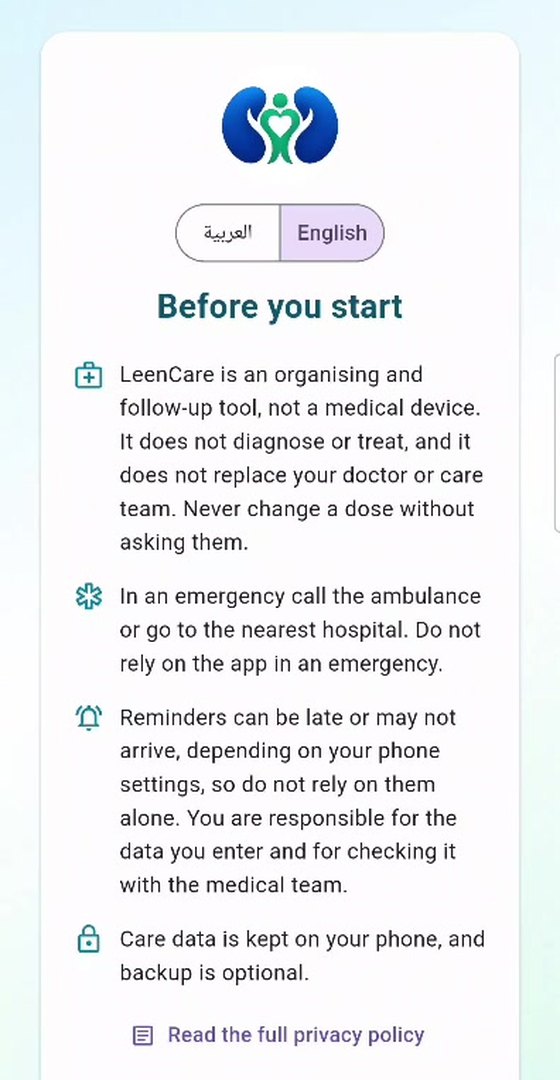 العربية
English
Before you start
LeenCare is an organising and
follow-up tool, not a medical device.
It does not diagnose or treat, and it
does not replace your doctor or care
team. Never change a dose without
asking them.
In an emergency call the ambulance
or go to the nearest hospital. Do not
rely on the app in an emergency.
Reminders can be late or may not
arrive, depending on your phone
settings, so do not rely on them
alone. You are responsible for the
data you enter and for checking it
with the medical team.
Care data is kept on your phone, and
backup is optional.
Read the full privacy policy